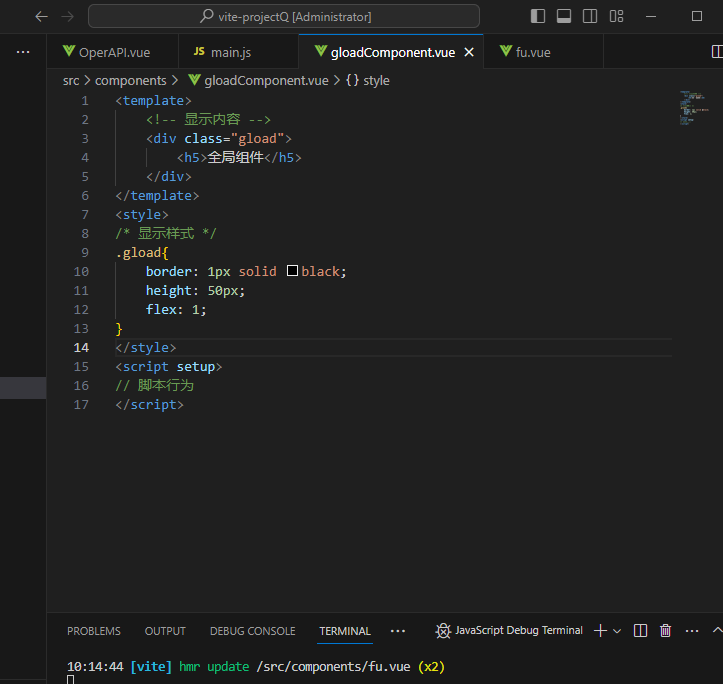 vite-projectQ [Administrator]
OperAPI.vue
JS main.js
gloadComponent.vue
fu.vue
src > components > gloadComponent.vue > {} style
1 <template>
2 <!-- 显示内容 -->
3 <div class="gload">
4 <h5>全局组件</h5>
5 </div>
6 </template>
7 <style>
8 /* 显示样式 */
9 .gload{
10 border: 1px solid black;
11 height: 50px;
12 flex: 1;
13 }
14 </style>
15 <script setup>
16 // 脚本行为
17 </script>
PROBLEMS OUTPUT DEBUG CONSOLE TERMINAL ··· JavaScript Debug Terminal
10:14:44 [vite] hmr update /src/components/fu.vue (x2)